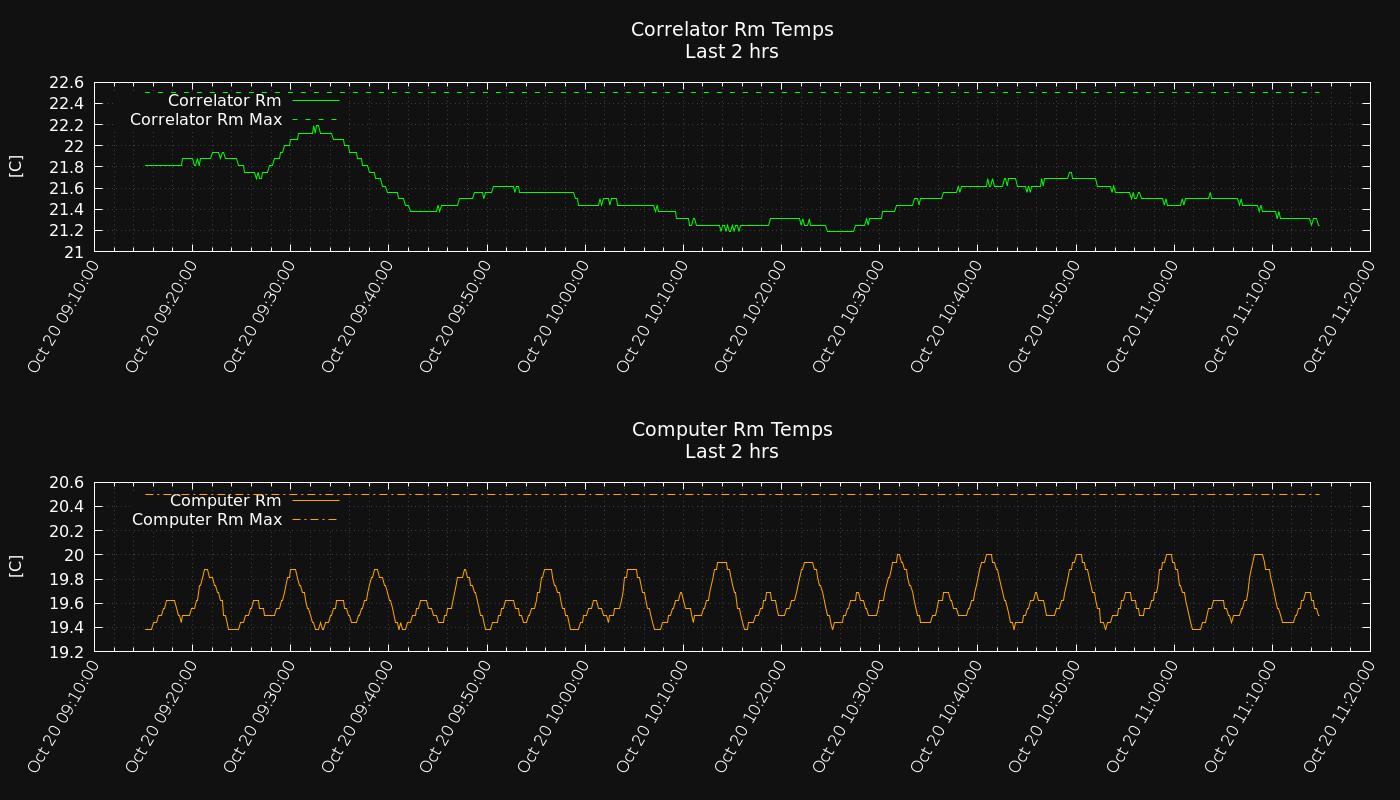 Correlator Rm Temps
Last 2 hrs
22.6
22.4
22.2
22
21.8
21.6
21.4
21.2
21
[C]
Correlator Rm
Correlator Rm Max
Oct 20 09:10:00
Oct 20 09:20:00
Oct 20 09:30:00
Oct 20 09:40:00
Oct 20 09:50:00
Oct 20 10:00:00
Oct 20 10:10:00
Oct 20 10:20:00
Oct 20 10:30:00
Oct 20 10:40:00
Oct 20 10:50:00
Oct 20 11:00:00
Oct 20 11:10:00
Oct 20 11:20:00
Computer Rm Temps
Last 2 hrs
20.6
20.4
20.2
20
19.8
19.6
19.4
19.2
[C]
Computer Rm
Computer Rm Max
Oct 20 09:10:00
Oct 20 09:20:00
Oct 20 09:30:00
Oct 20 09:40:00
Oct 20 09:50:00
Oct 20 10:00:00
Oct 20 10:10:00
Oct 20 10:20:00
Oct 20 10:30:00
Oct 20 10:40:00
Oct 20 10:50:00
Oct 20 11:00:00
Oct 20 11:10:00
Oct 20 11:20:00